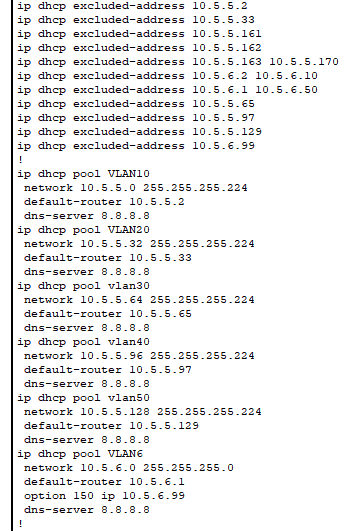 ip dhcp excluded-address 10.5.5.2
ip dhcp excluded-address 10.5.5.33
ip dhcp excluded-address 10.5.5.161
ip dhcp excluded-address 10.5.5.162
ip dhcp excluded-address 10.5.5.163 10.5.5.170
ip dhcp excluded-address 10.5.6.2 10.5.6.10
ip dhcp excluded-address 10.5.6.1 10.5.6.50
ip dhcp excluded-address 10.5.5.65
ip dhcp excluded-address 10.5.5.97
ip dhcp excluded-address 10.5.5.129
ip dhcp excluded-address 10.5.6.99
!
ip dhcp pool VLAN10
 network 10.5.5.0 255.255.255.224
 default-router 10.5.5.2
 dns-server 8.8.8.8
ip dhcp pool VLAN20
 network 10.5.5.32 255.255.255.224
 default-router 10.5.5.33
 dns-server 8.8.8.8
ip dhcp pool vlan30
 network 10.5.5.64 255.255.255.224
 default-router 10.5.5.65
 dns-server 8.8.8.8
ip dhcp pool vlan40
 network 10.5.5.96 255.255.255.224
 default-router 10.5.5.97
 dns-server 8.8.8.8
ip dhcp pool vlan50
 network 10.5.5.128 255.255.255.224
 default-router 10.5.5.129
 dns-server 8.8.8.8
ip dhcp pool VLAN6
 network 10.5.6.0 255.255.255.0
 default-router 10.5.6.1
 option 150 ip 10.5.6.99
 dns-server 8.8.8.8
!